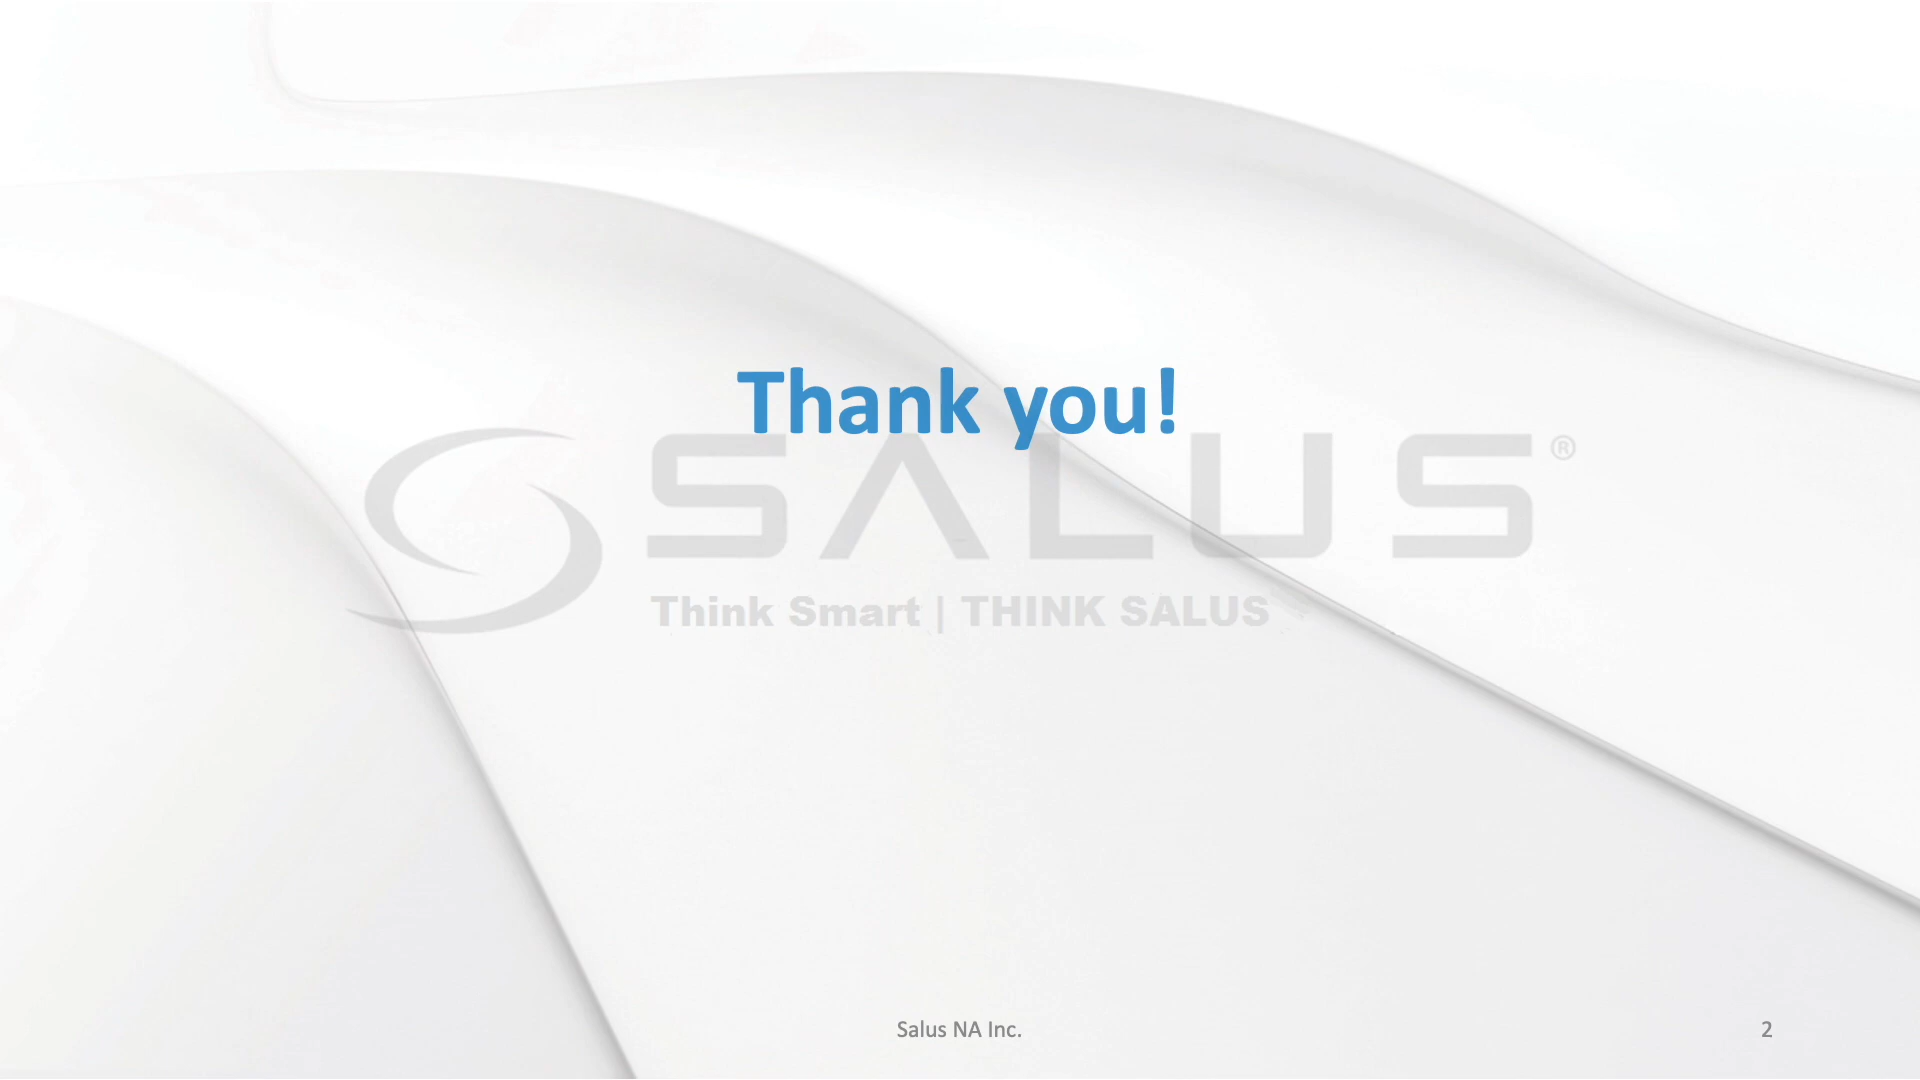 Thank you!
SALUS®
Think Smart | THINK SALUS
Salus NA Inc.
2